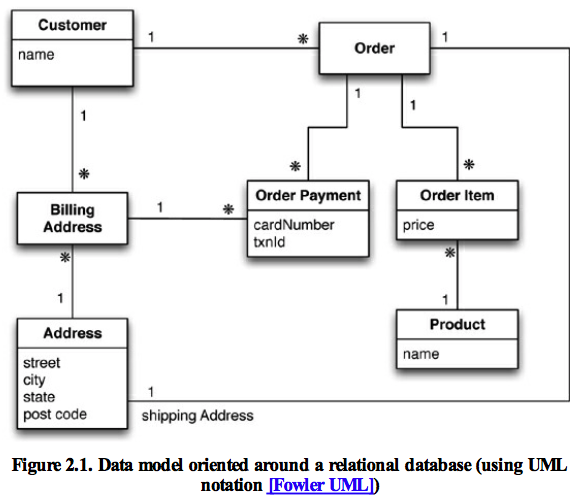 Customer
name
1
*
Order
1
1
*
Billing
Address
1
*
1
*
Order Payment
cardNumber
txnId
1
*
Order Item
price
*
1
Product
name
*
1
Address
street
city
state
post code
1
1
shipping Address
Figure 2.1. Data model oriented around a relational database (using UML
notation [Fowler UML])